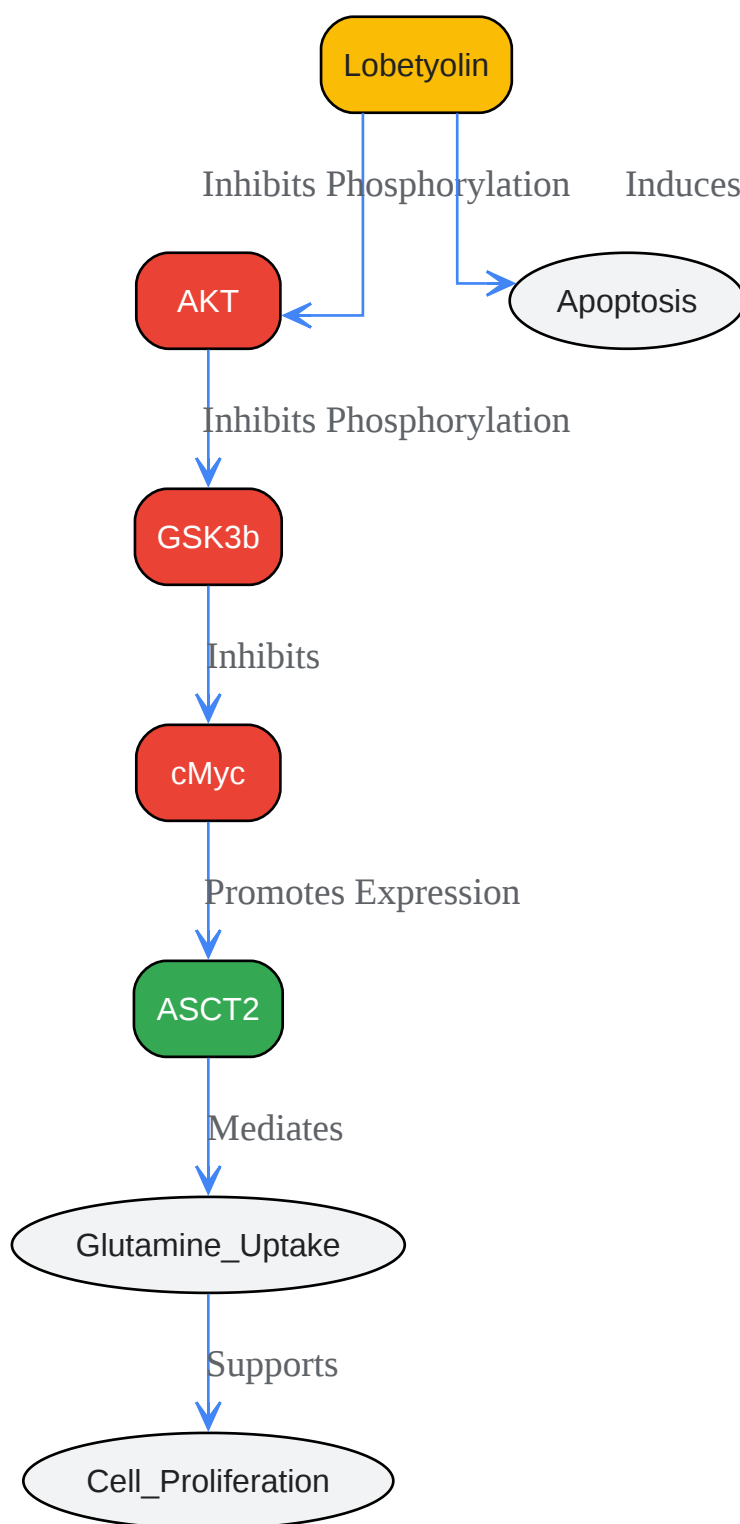 Lobetyolin
Inhibits Phosphorylation
Induces
AKT
Apoptosis
Inhibits Phosphorylation
GSK3b
Inhibits
cMyc
Promotes Expression
ASCT2
Mediates
Glutamine_Uptake
Supports
Cell_Proliferation